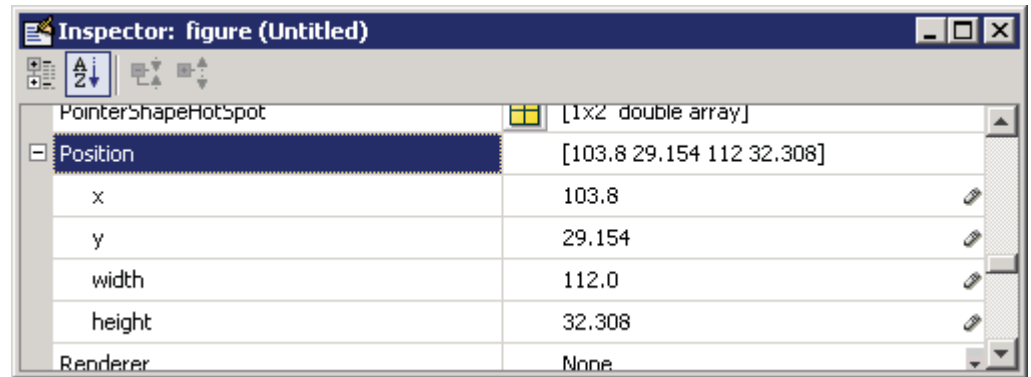 Inspector: figure (Untitled)
PointerShapeHotSpot [1x2 double array]
Position [103.8 29.154 112 32.308]
x 103.8
y 29.154
width 112.0
height 32.308
Renderer None